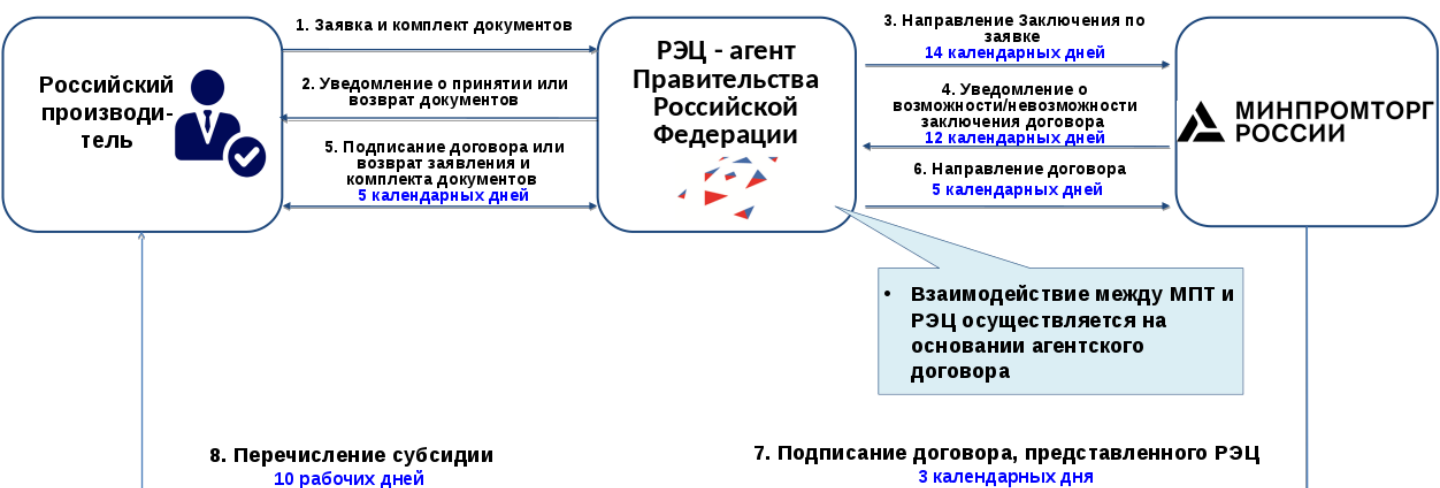 Российский
производи-
тель
1. Заявка и комплект документов
2. Уведомление о принятии или
возврат документов
5. Подписание договора или
возврат заявления и
комплекта документов
5 календарных дней
РЭЦ - агент
Правительства
Российской
Федерации
3. Направление Заключения по
заявке
14 календарных дней
4. Уведомление о
возможности/невозможности
заключения договора
12 календарных дней
6. Направление договора
5 календарных дней
МИНПРОМТОРГ
РОССИИ
• Взаимодействие между МПТ и
РЭЦ осуществляется на
основании агентского
договора
8. Перечисление субсидии
10 рабочих дней
7. Подписание договора, представленного РЭЦ
3 календарных дня